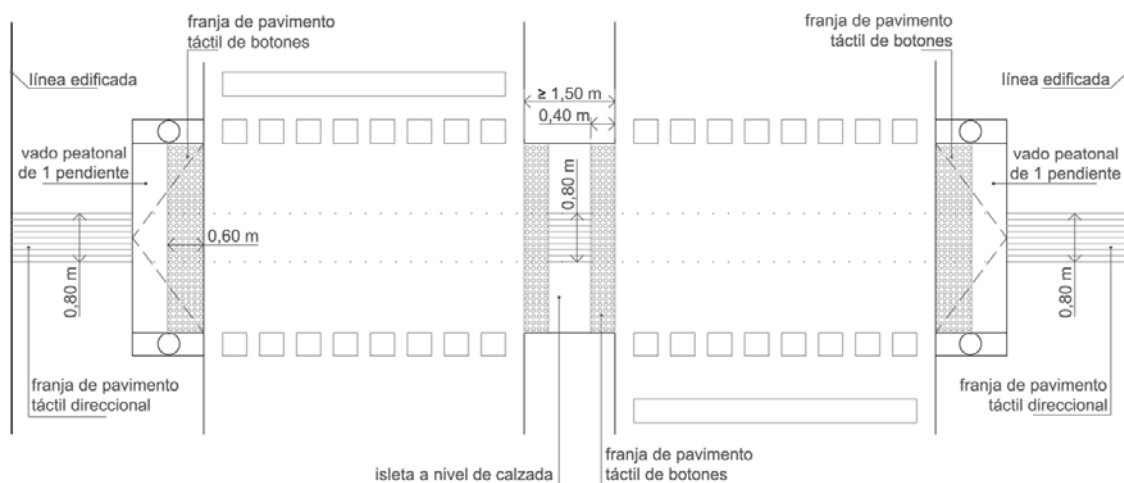 franja de pavimento
táctil de botones
línea edificada
vado peatonal
de 1 pendiente
0,60 m
0,80 m
franja de pavimento
táctil direccional
≥ 1,50 m
0,40 m
0,80 m
isleta a nivel de calzada
franja de pavimento
táctil de botones
franja de pavimento
táctil de botones
línea edificada
vado peatonal
de 1 pendiente
0,80 m
franja de pavimento
táctil direccional